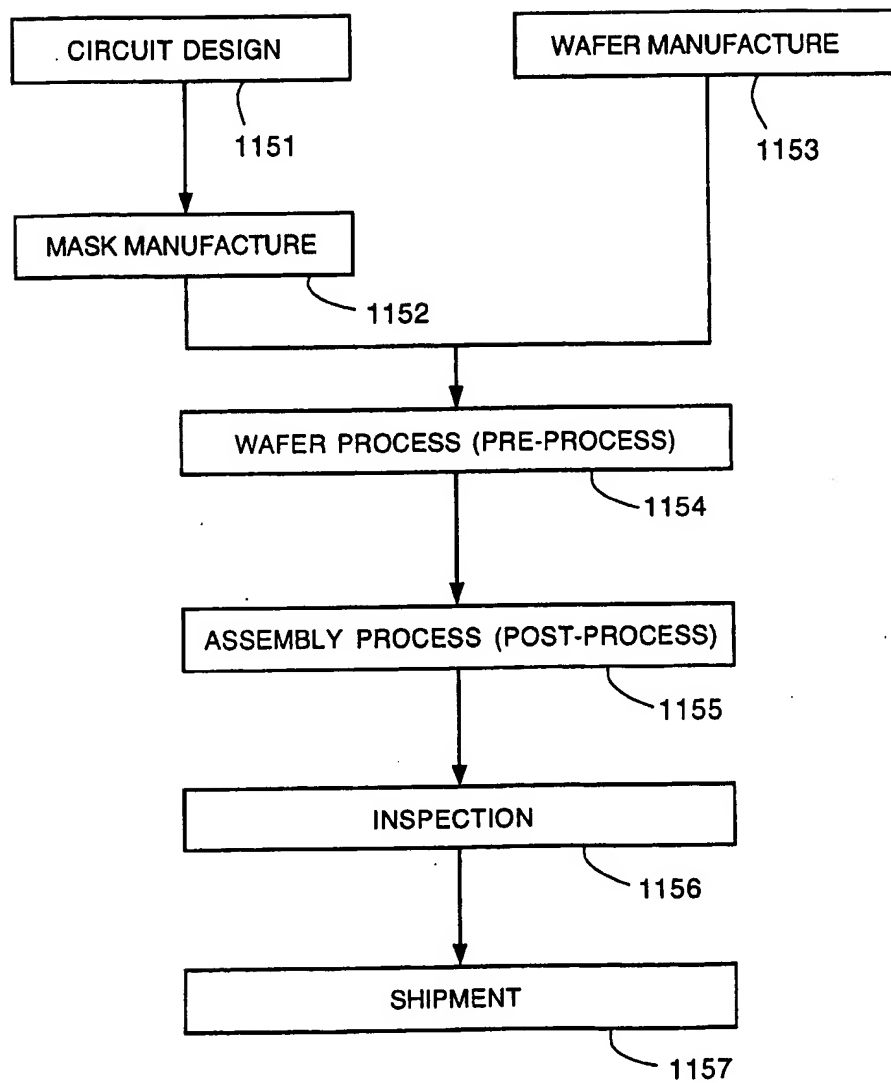 CIRCUIT DESIGN
1151
WAFER MANUFACTURE
1153
MASK MANUFACTURE
1152
WAFER PROCESS (PRE-PROCESS)
1154
ASSEMBLY PROCESS (POST-PROCESS)
1155
INSPECTION
1156
SHIPMENT
1157